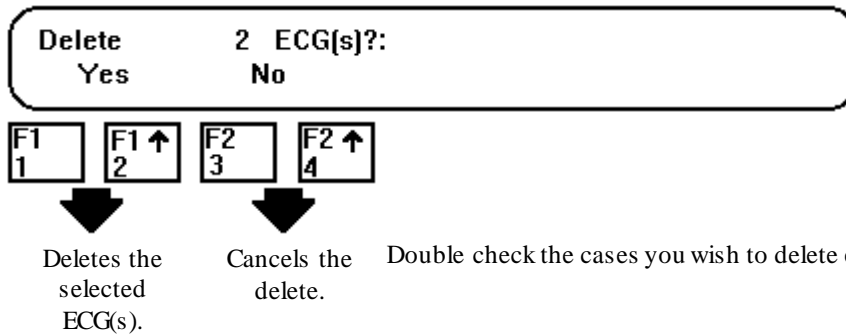 Delete 2 ECG(s)?:
Yes No
F1 F1 ↑ F2 F2 ↑
1 2 3 4
Deletes the
selected
ECG(s).
Cancels the
delete.
Double check the cases you wish to delete